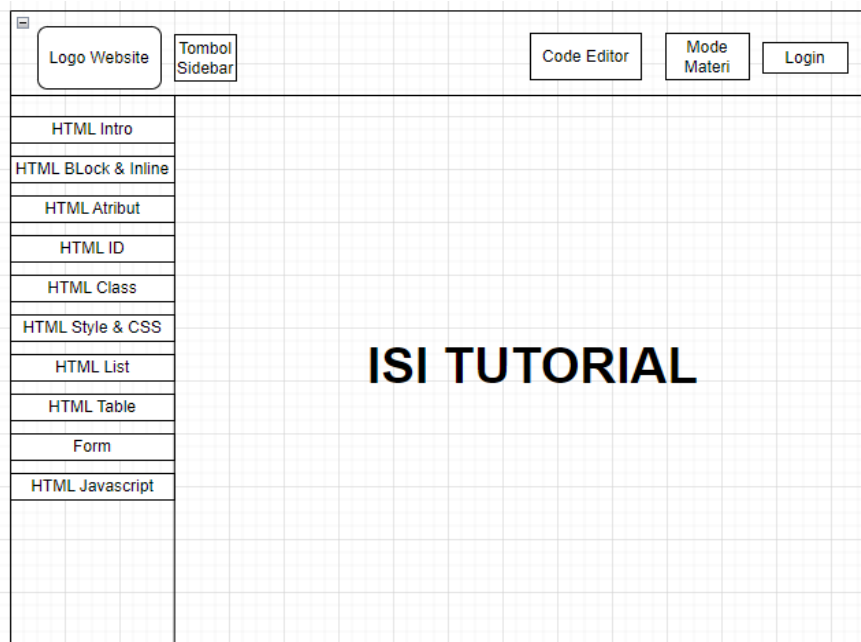 Logo Website
Tombol
Sidebar
Code Editor
Mode
Materi
Login
HTML Intro
HTML BLock & Inline
HTML Atribut
HTML ID
HTML Class
HTML Style & CSS
HTML List
HTML Table
Form
HTML Javascript
ISI TUTORIAL